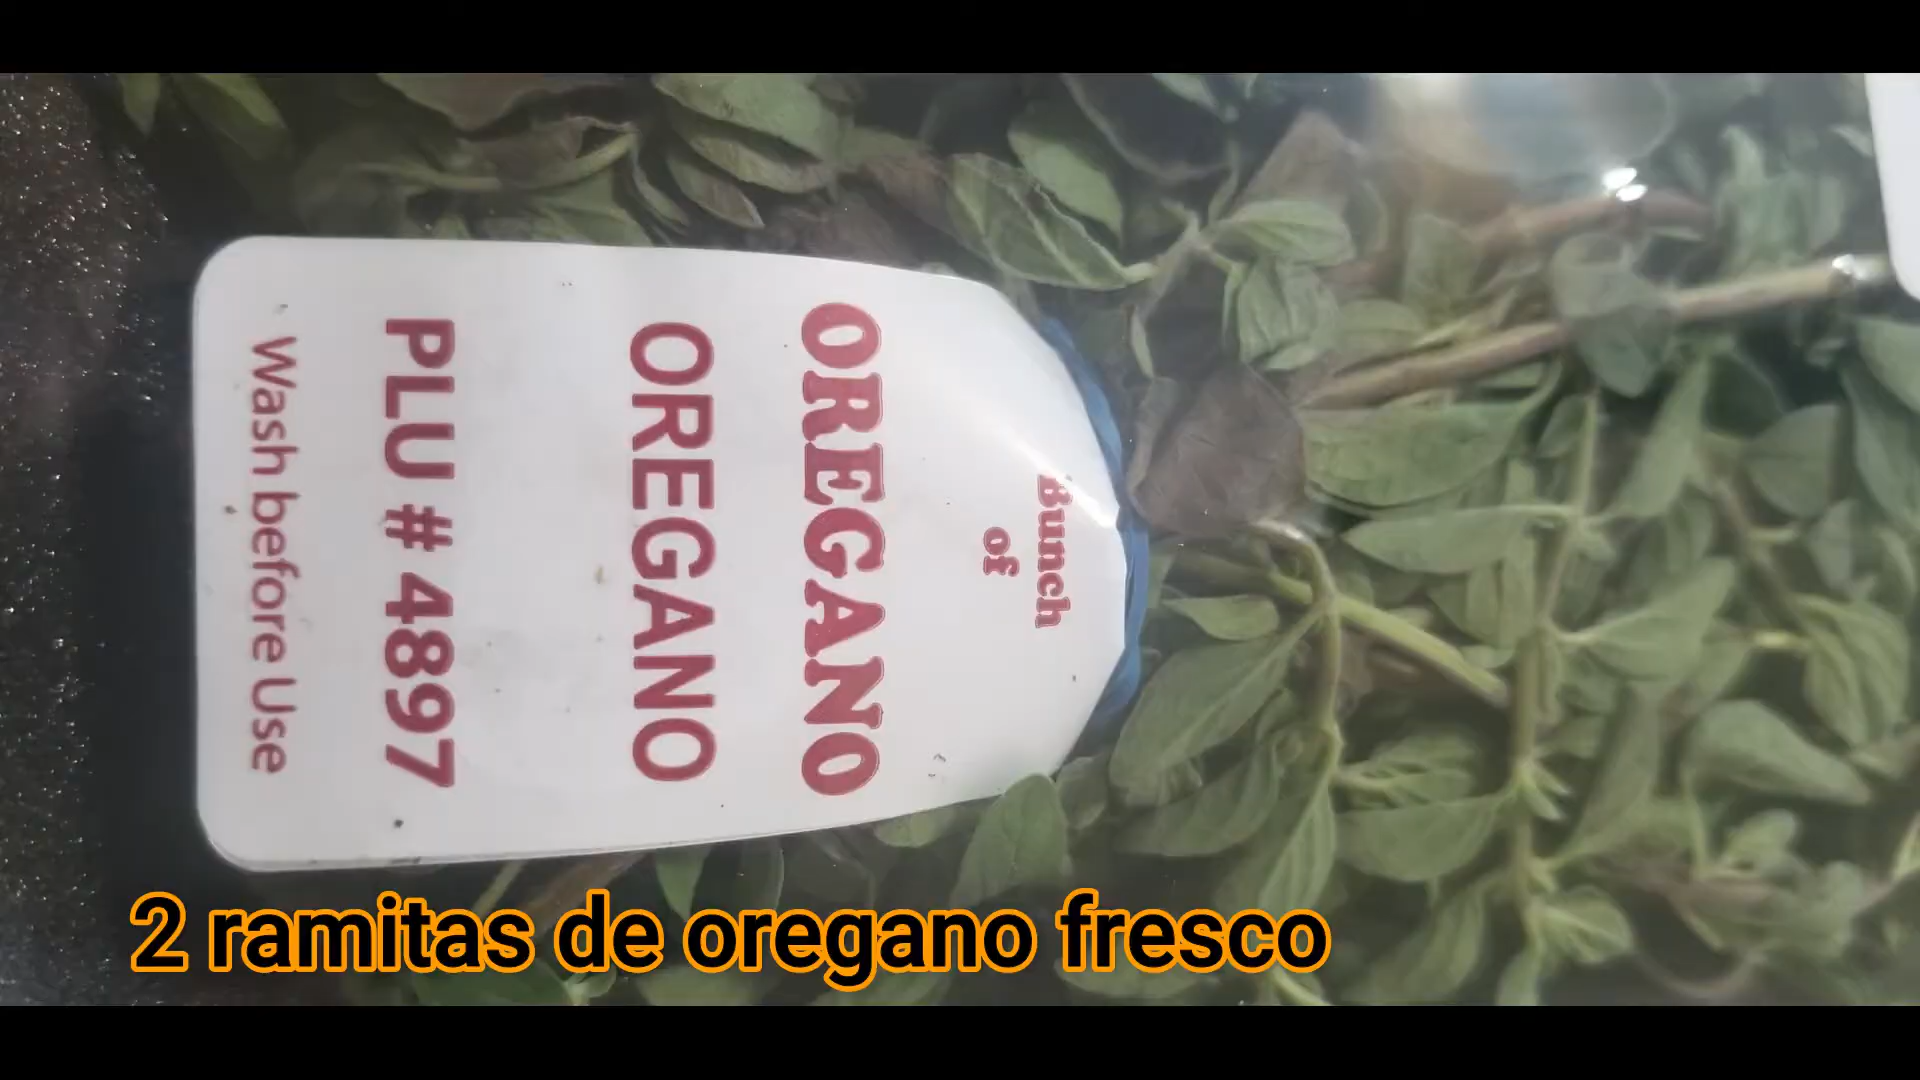 Bunch
of
OREGANO
OREGANO
PLU # 4897
Wash before Use
2 ramitas de oregano fresco